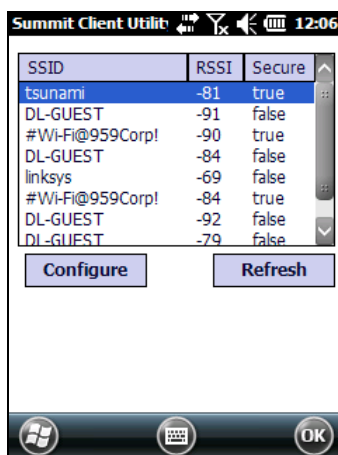 Summit Client Utilit 12:06
SSID RSSI Secure
tsunami -81 true
DL-GUEST -91 false
#Wi-Fi@959Corp! -90 true
DL-GUEST -84 false
linksys -69 false
#Wi-Fi@959Corp! -84 true
DL-GUEST -92 false
DL-GUEST -79 false
Configure Refresh
OK